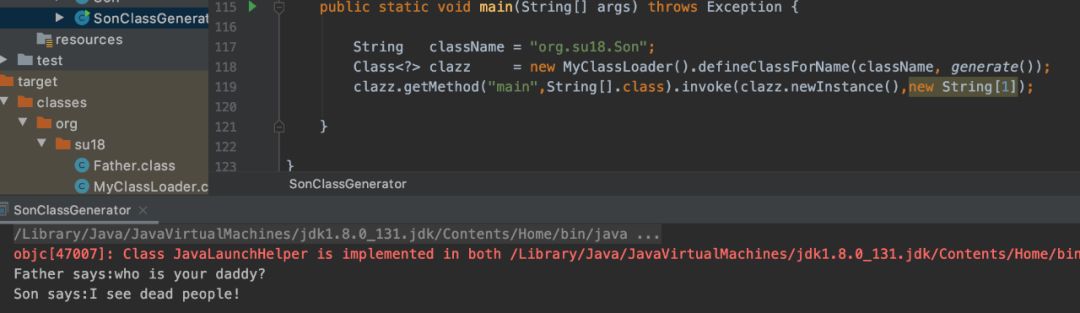 Son
SonClassGenerat
resources
test
target
classes
org
su18
Father.class
MyClassLoader.c
115 public static void main(String[] args) throws Exception {
116
117 String className = "org.su18.Son";
118 Class<?> clazz = new MyClassLoader().defineClassForName(className, generate());
119 clazz.getMethod("main",String[].class).invoke(clazz.newInstance(),new String[1]);
120
121 }
122
123 }
SonClassGenerator
SonClassGenerator
/Library/Java/JavaVirtualMachines/jdk1.8.0_131.jdk/Contents/Home/bin/java ...
objc[47007]: Class JavaLaunchHelper is implemented in both /Library/Java/JavaVirtualMachines/jdk1.8.0_131.jdk/Contents/Home/bin
Father says:who is your daddy?
Son says:I see dead people!